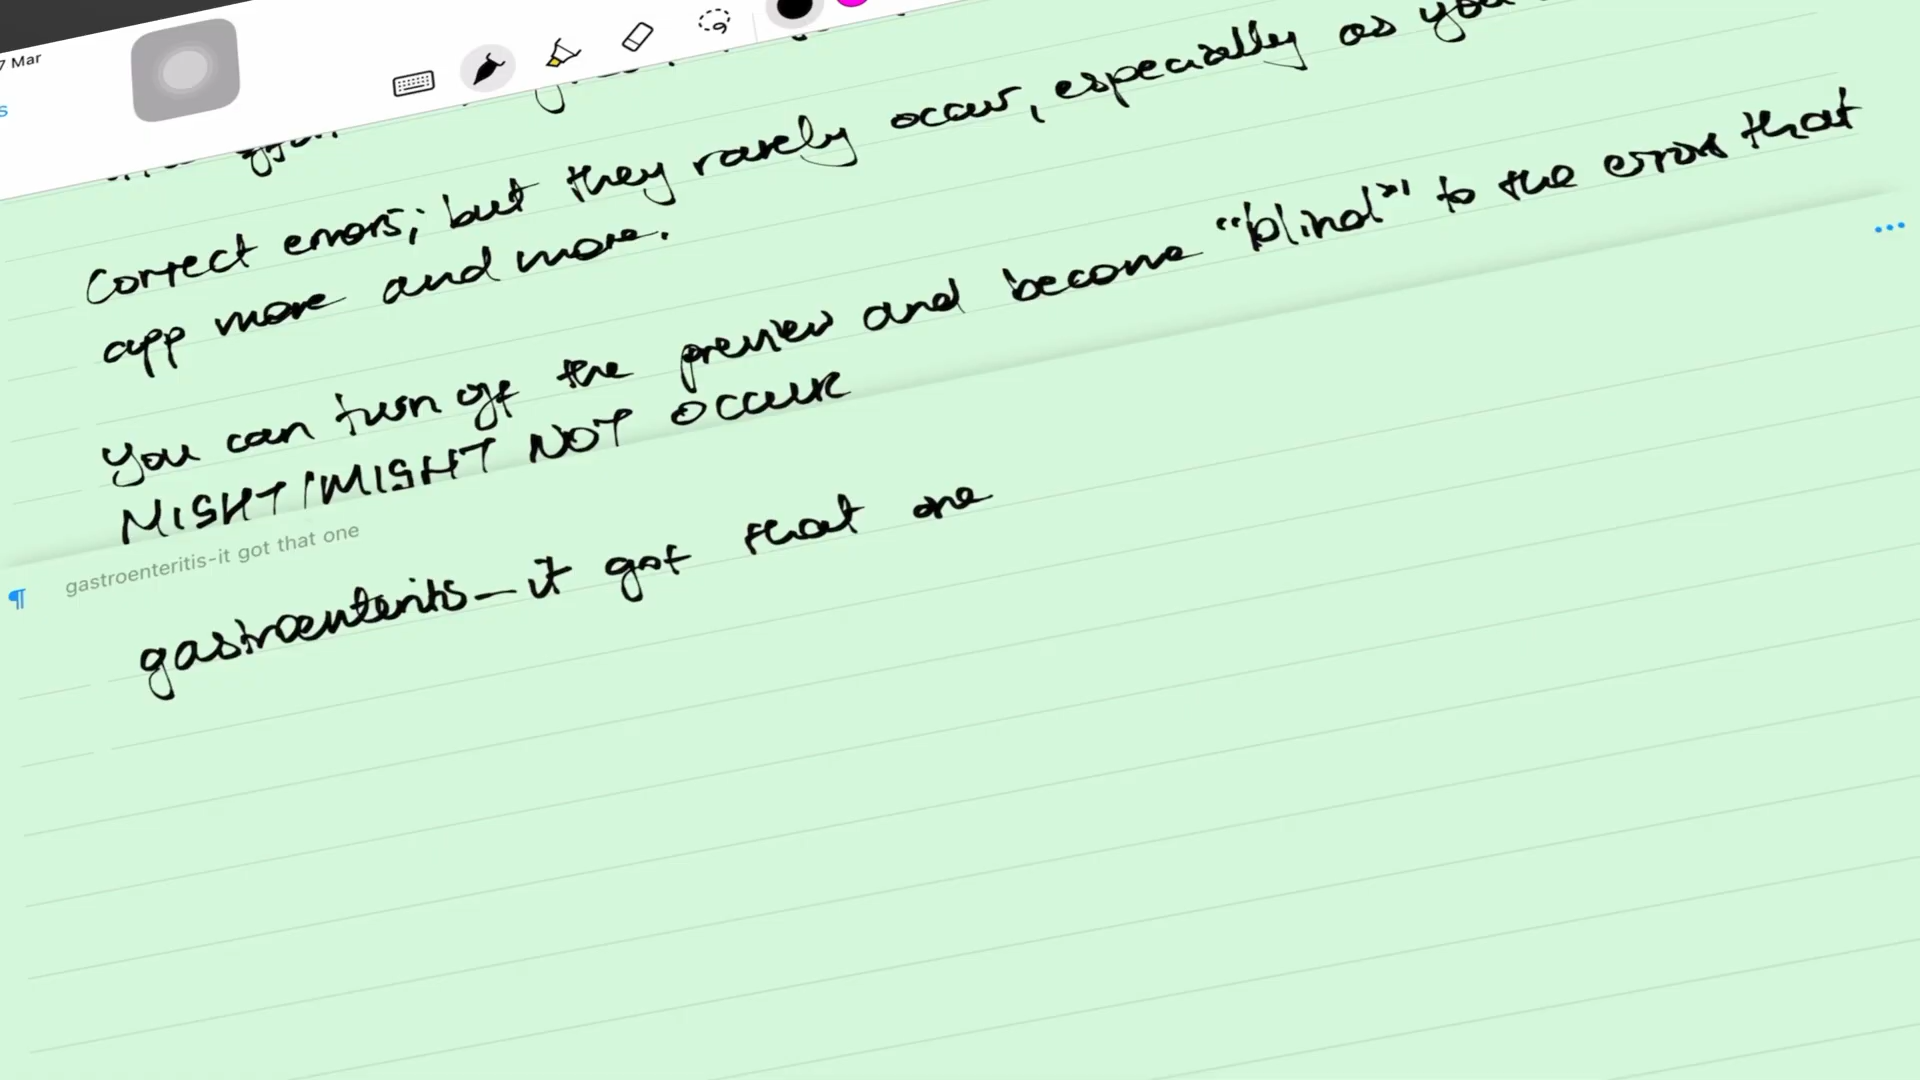 7 Mar
s
Correct errors; but they rarely occur, especially as you
app more and more.
You can turn off the preview and become "blind" to the errors that
MIGHT/MIGHT NOT OCCUR
gastroenteritis-it got that one
gastroenteritis-it got that one